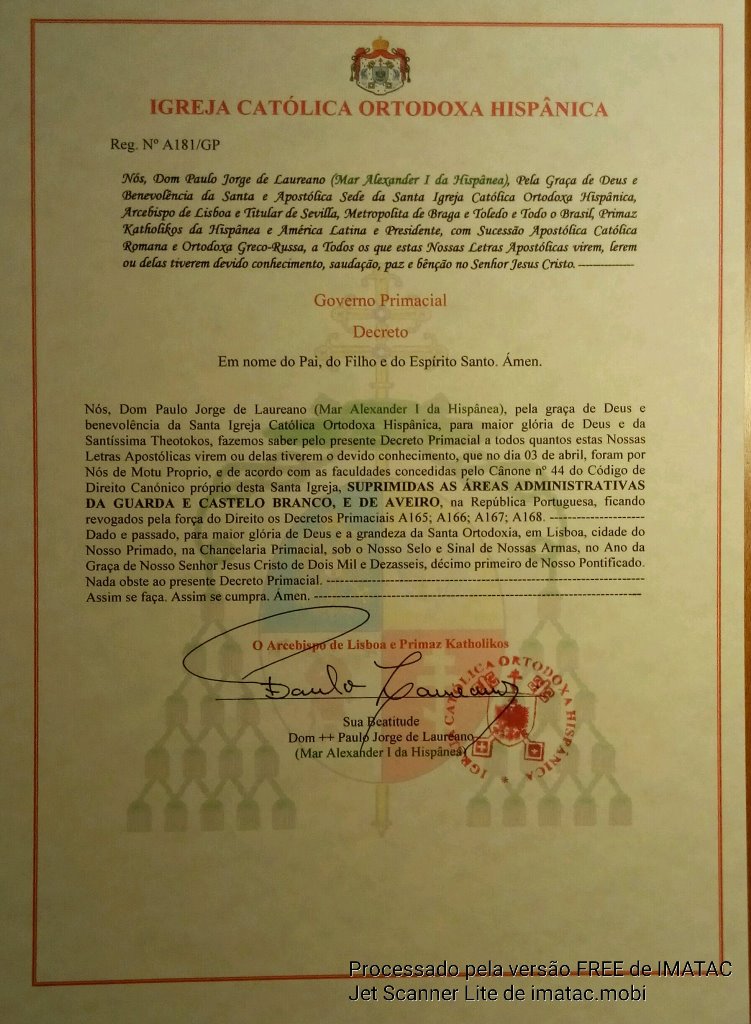 IGREJA CATÓLICA ORTODOXA HISPÂNICA
Reg. Nº A181/GP
Nós, Dom Paulo Jorge de Laureano (Mar Alexander I da Hispânea), Pela Graça de Deus e
Benevolência da Santa e Apostólica Sede da Santa Igreja Católica Ortodoxa Hispânica,
Arcebispo de Lisboa e Titular de Sevilla, Metropolita de Braga e Toledo e Todo o Brasil, Primaz
Katholikos da Hispânea e América Latina e Presidente, com Sucessão Apostólica Católica
Romana e Ortodoxa Greco-Russa, a Todos os que estas Nossas Letras Apostólicas virem, lerem
ou delas tiverem devido conhecimento, saudação, paz e bênção no Senhor Jesus Cristo. ---------------
Governo Primacial
Decreto
Em nome do Pai, do Filho e do Espírito Santo. Ámen.
Nós, Dom Paulo Jorge de Laureano (Mar Alexander I da Hispânea), pela graça de Deus e
benevolência da Santa Igreja Católica Ortodoxa Hispânica, para maior glória de Deus e da
Santíssima Theotokos, fazemos saber pelo presente Decreto Primacial a todos quantos estas Nossas
Letras Apostólicas virem ou delas tiverem o devido conhecimento, que no dia 03 de abril, foram por
Nós de Motu Proprio, e de acordo com as faculdades concedidas pelo Cânone nº 44 do Código de
Direito Canónico próprio desta Santa Igreja, SUPRIMIDAS AS ÁREAS ADMINISTRATIVAS
DA GUARDA E CASTELO BRANCO, E DE AVEIRO, na República Portuguesa, ficando
revogados pela força do Direito os Decretos Primaciais A165; A166; A167; A168. --------------------
Dado e passado, para maior glória de Deus e a grandeza da Santa Ortodoxia, em Lisboa, cidade do
Nosso Primado, na Chancelaria Primacial, sob o Nosso Selo e Sinal de Nossas Armas, no Ano da
Graça de Nosso Senhor Jesus Cristo de Dois Mil e Dezasseis, décimo primeiro de Nosso Pontificado.
Nada obste ao presente Decreto Primacial. -------------------------------------------------------------------
Assim se faça. Assim se cumpra. Ámen. ---------------------------------------------------------------------
O Arcebispo de Lisboa e Primaz Katholikos
Paulo Laureano
Sua Beatitude
Dom ++ Paulo Jorge de Laureano
(Mar Alexander I da Hispânea)
IGREJA CATÓLICA ORTODOXA HISPÂNICA *
Processado pela versão FREE de IMATAC
Jet Scanner Lite de imatac.mobi